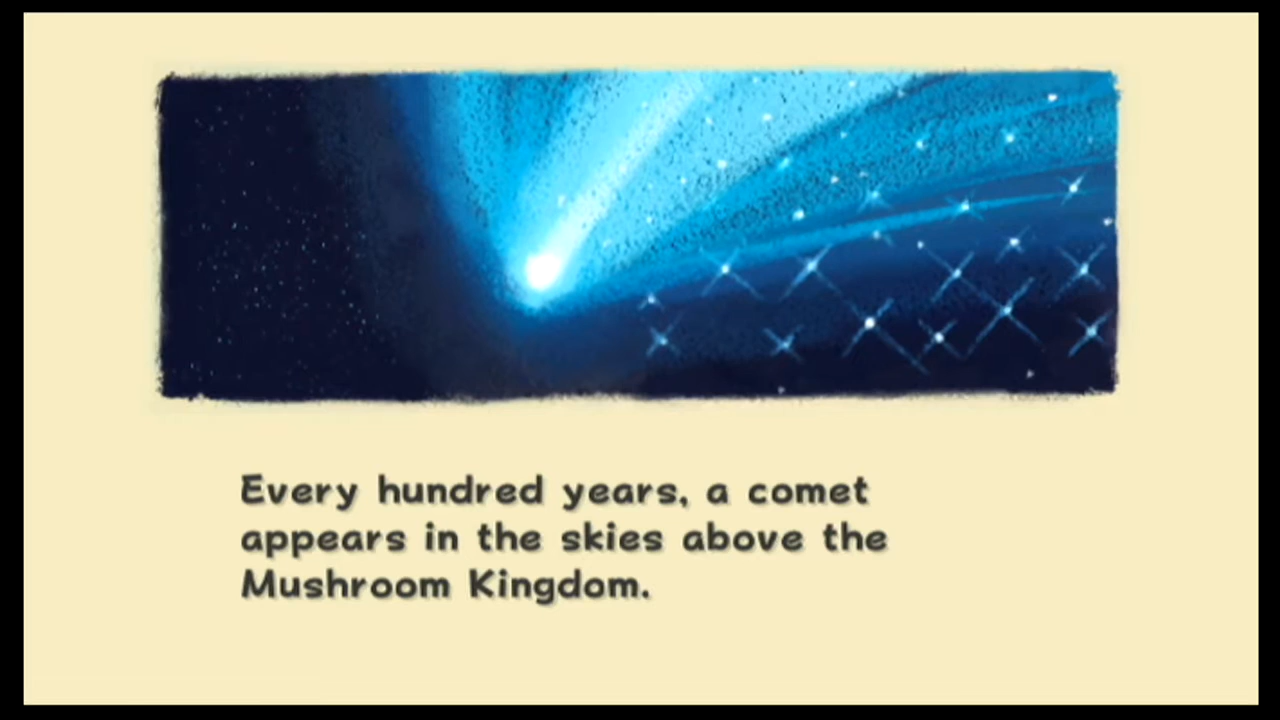 Every hundred years, a comet
appears in the skies above the
Mushroom Kingdom.